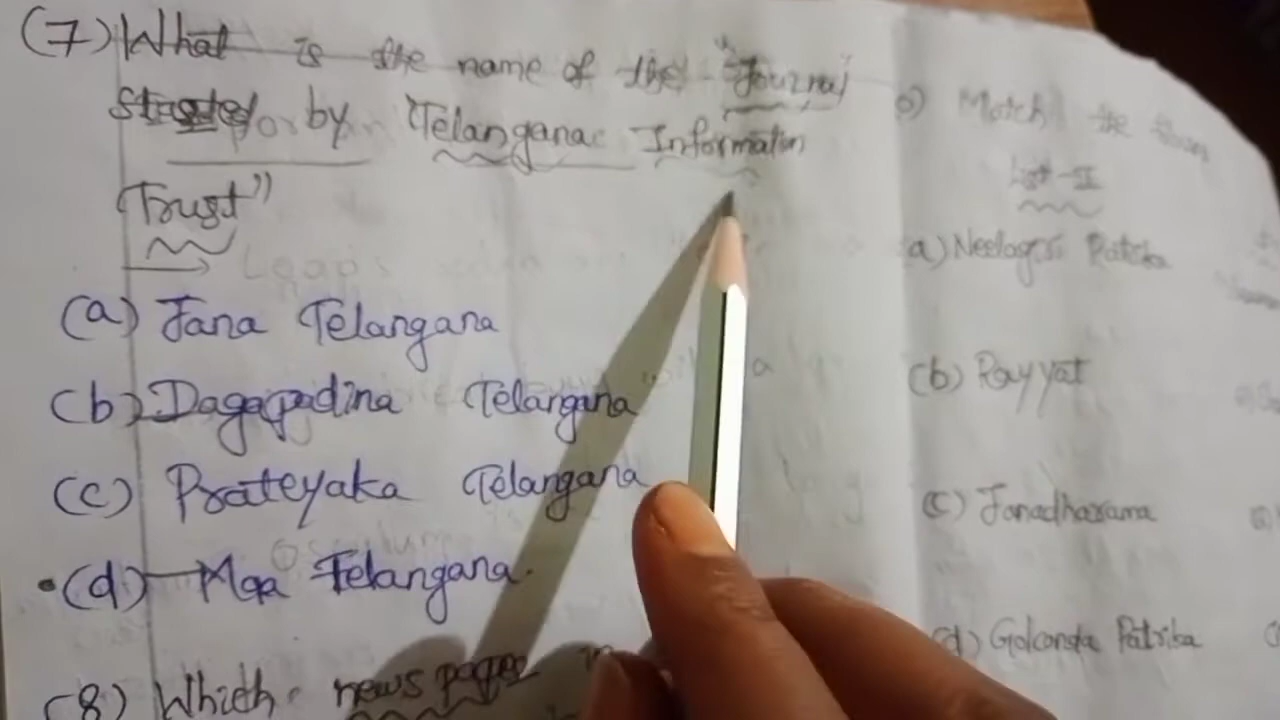 (7) What is the name of the "Journal
Started by Telangana Information
Trust"
(a) Jana Telangana
(b) Dagapadina Telangana
(c) Prateyaka Telangana
(d) Maa Telangana.
(8) Which news paper
Match the
List-II
a) Neelagiri Patrika
(b) Rayyat
(c) Janadharama
(d) Golconda Patrika